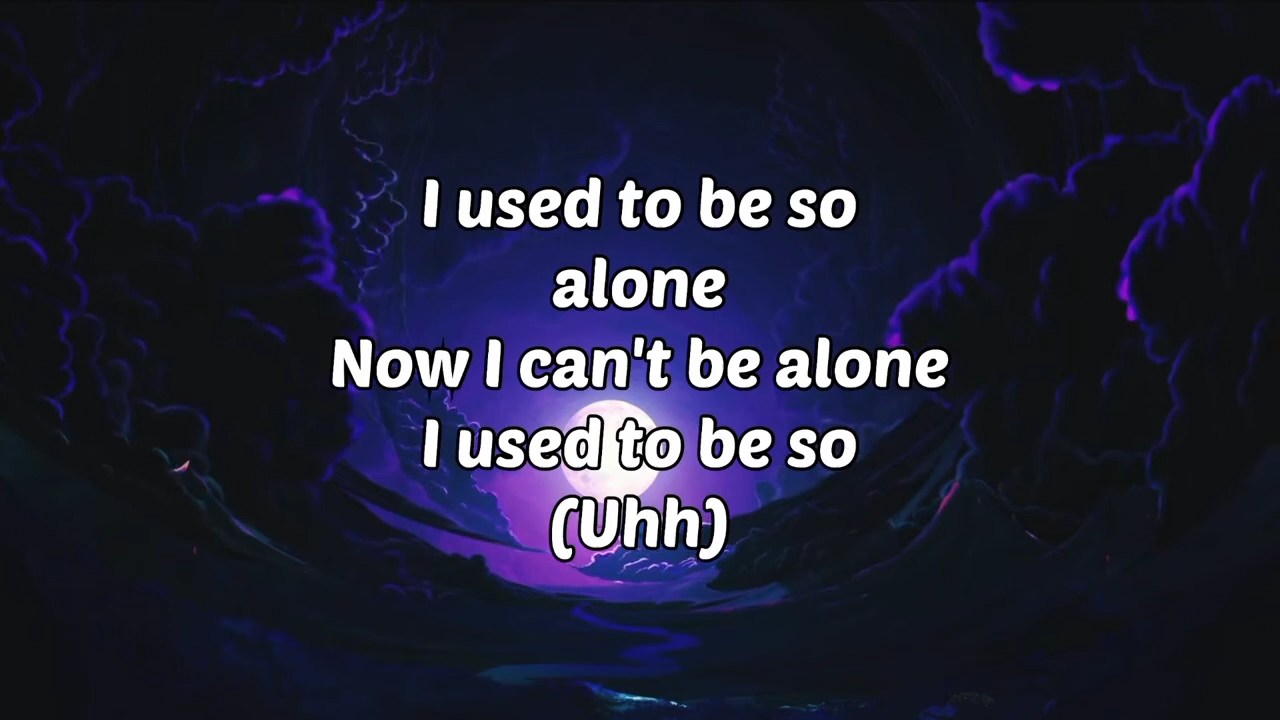 I used to be so
alone
Now I can't be alone
I used to be so
(Uhh)